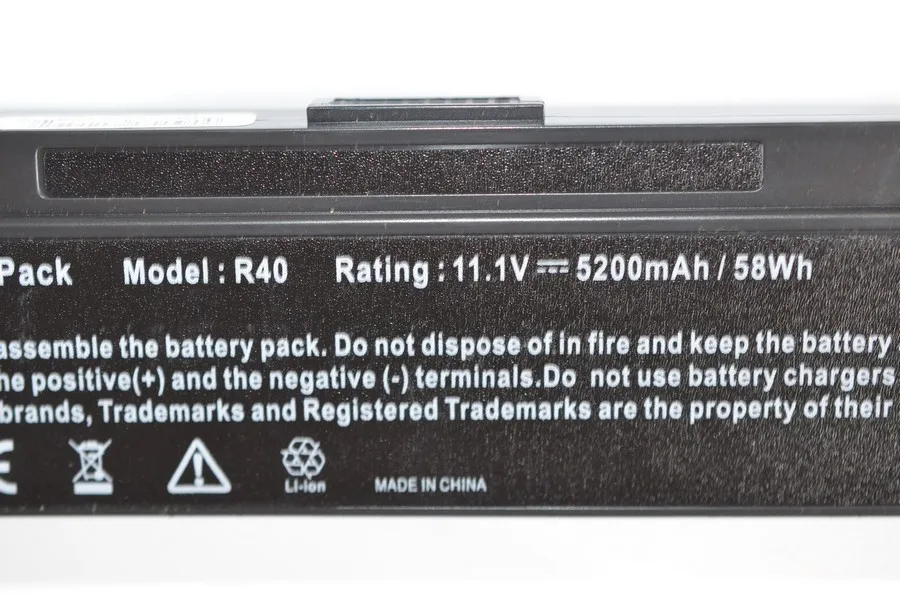 Pack Model : R40 Rating : 11.1V 5200mAh / 58Wh
assemble the battery pack. Do not dispose of in fire and keep the battery
he positive(+) and the negative (-) terminals.Do not use battery chargers
brands, Trademarks and Registered Trademarks are the property of their
CE
Li-ion
MADE IN CHINA